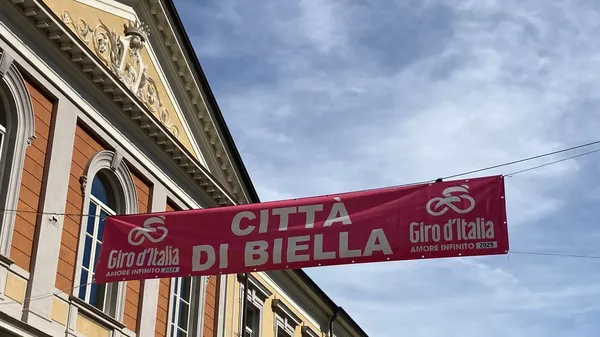 Giro d'Italia
AMORE INFINITO 2025
CITTÀ
DI BIELLA
Giro d'Italia
AMORE INFINITO 2025